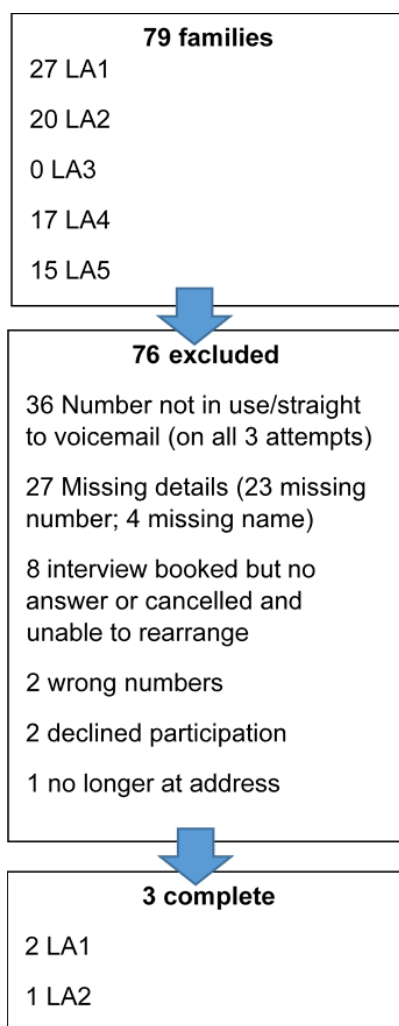 79 families
27 LA1
20 LA2
0 LA3
17 LA4
15 LA5
76 excluded
36 Number not in use/straight
to voicemail (on all 3 attempts)
27 Missing details (23 missing
number; 4 missing name)
8 interview booked but no
answer or cancelled and
unable to rearrange
2 wrong numbers
2 declined participation
1 no longer at address
3 complete
2 LA1
1 LA2